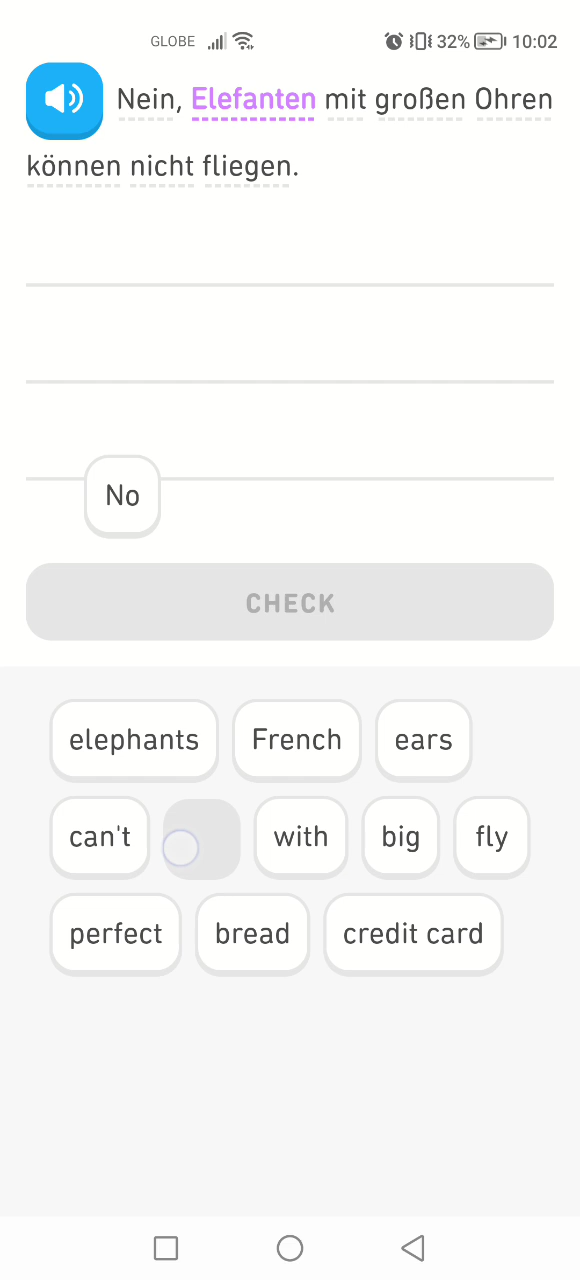 GLOBE 32% 10:02
Nein, Elefanten mit großen Ohren
können nicht fliegen.
No
CHECK
elephants French ears
can't with big fly
perfect bread credit card